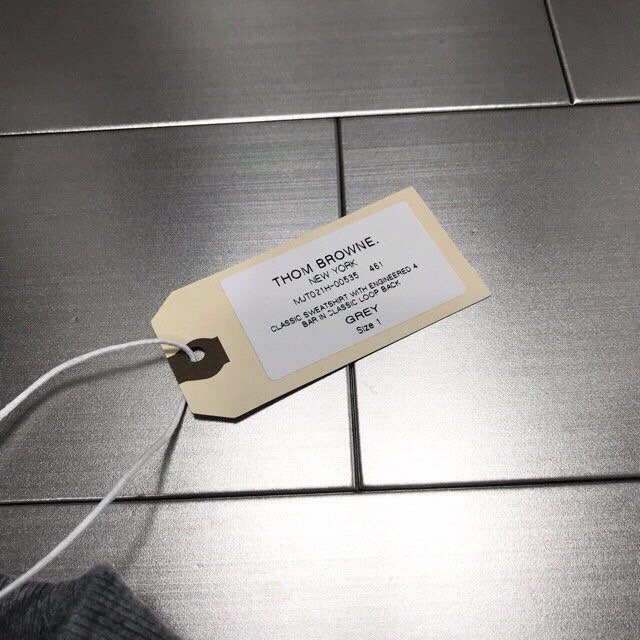 THOM BROWNE.
NEW YORK
MJT021H-00535 461
CLASSIC SWEATSHIRT WITH ENGINEERED 4
BAR IN CLASSIC LOOP BACK
GREY
Size 1